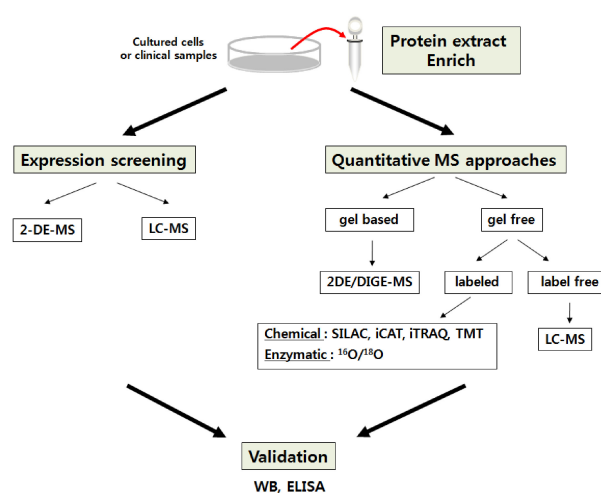 Cultured cells
or clinical samples
Protein extract
Enrich
Expression screening
Quantitative MS approaches
2-DE-MS
LC-MS
gel based
gel free
2DE/DIGE-MS
labeled
label free
Chemical : SILAC, iCAT, iTRAQ, TMT
Enzymatic : ¹⁶O/¹⁸O
LC-MS
Validation
WB, ELISA